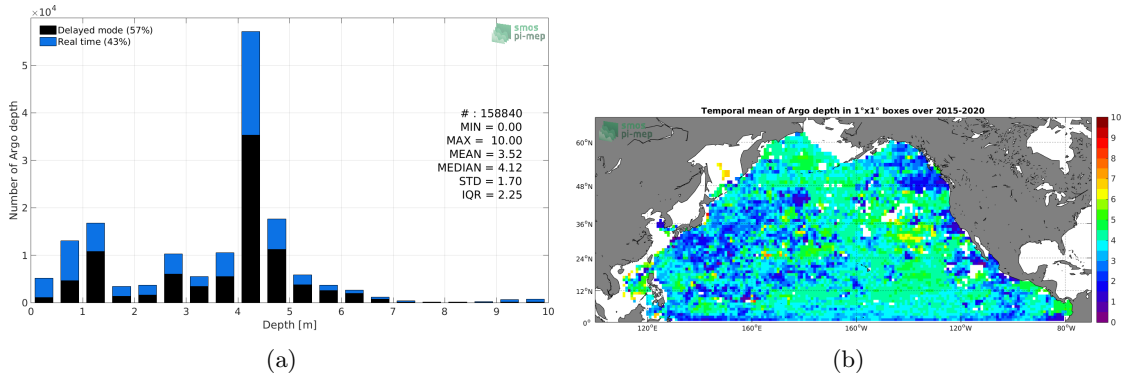 ×10⁴
Delayed mode (57%)
Real time (43%)
smos
pi-mep
# : 158840
MIN = 0.00
MAX = 10.00
MEAN = 3.52
MEDIAN = 4.12
STD = 1.70
IQR = 2.25
Number of Argo depth
5
4
3
2
1
0
0 1 2 3 4 5 6 7 8 9 10
Depth [m]
(a)
Temporal mean of Argo depth in 1°x1° boxes over 2015-2020
smos
pi-mep
60°N
48°N
36°N
24°N
12°N
0°
120°E 160°E 160°W 120°W 80°W
10
9
8
7
6
5
4
3
2
1
0
(b)